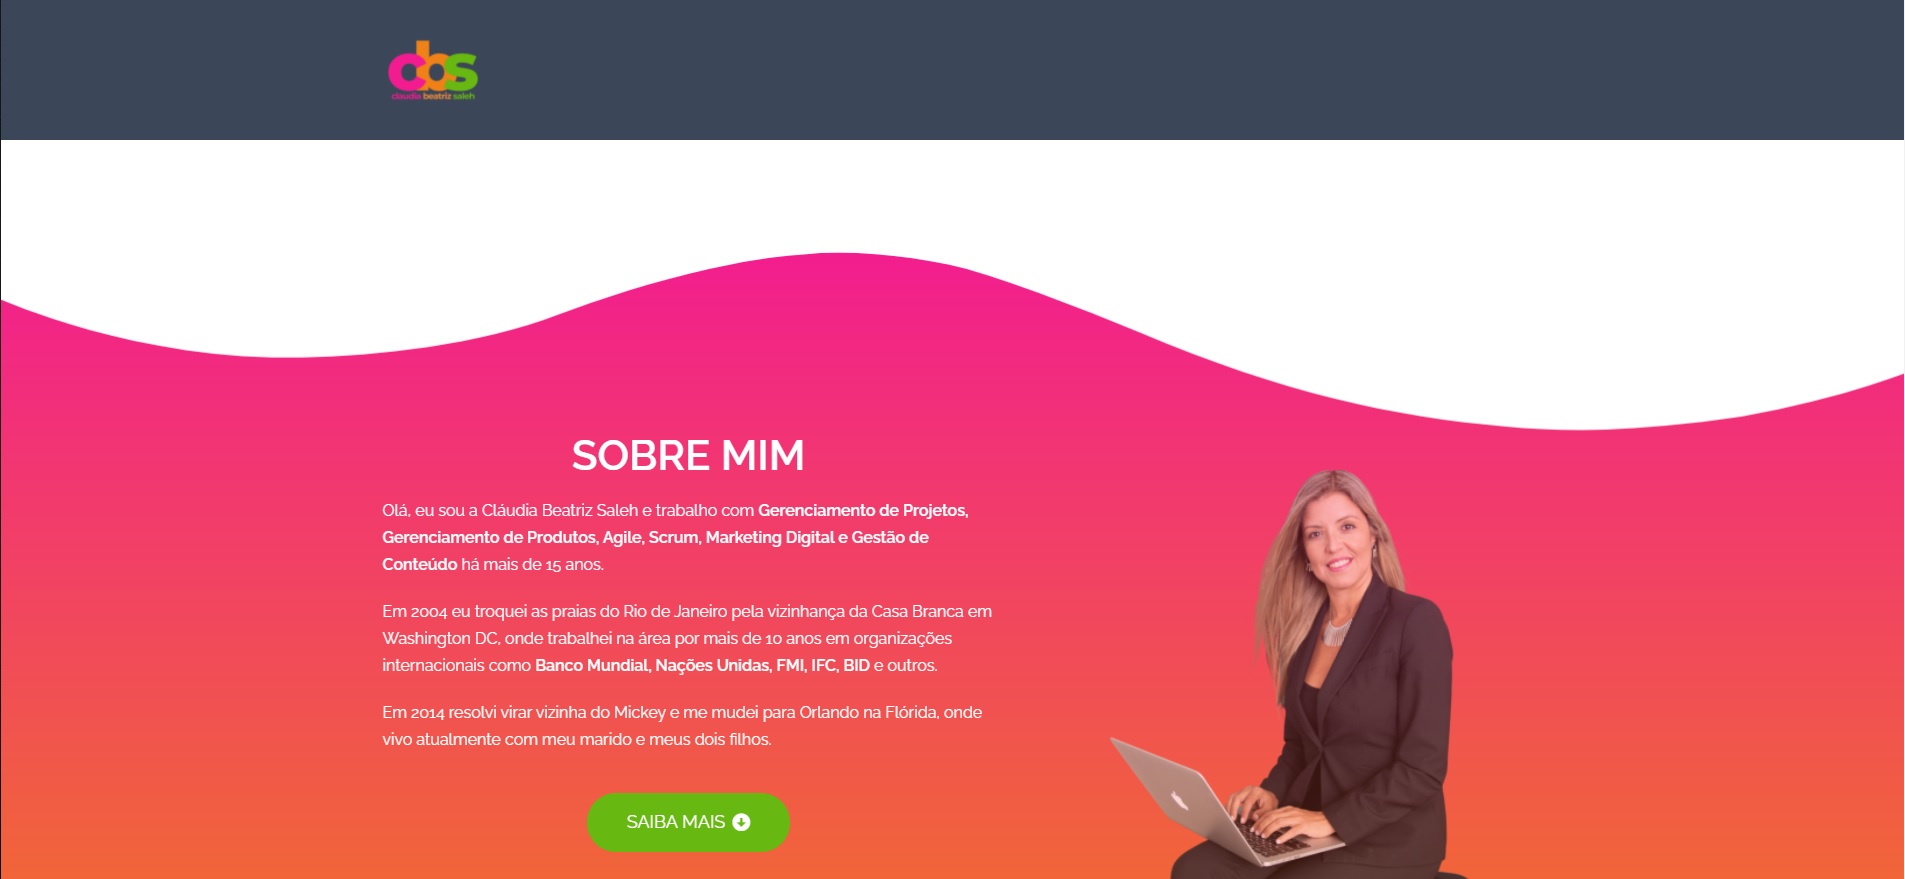 cbs
claudia beatriz saleh
SOBRE MIM
Olá, eu sou a Cláudia Beatriz Saleh e trabalho com Gerenciamento de Projetos,
Gerenciamento de Produtos, Agile, Scrum, Marketing Digital e Gestão de
Conteúdo há mais de 15 anos.
Em 2004 eu troquei as praias do Rio de Janeiro pela vizinhança da Casa Branca em
Washington DC, onde trabalhei na área por mais de 10 anos em organizações
internacionais como Banco Mundial, Nações Unidas, FMI, IFC, BID e outros.
Em 2014 resolvi virar vizinha do Mickey e me mudei para Orlando na Flórida, onde
vivo atualmente com meu marido e meus dois filhos.
SAIBA MAIS